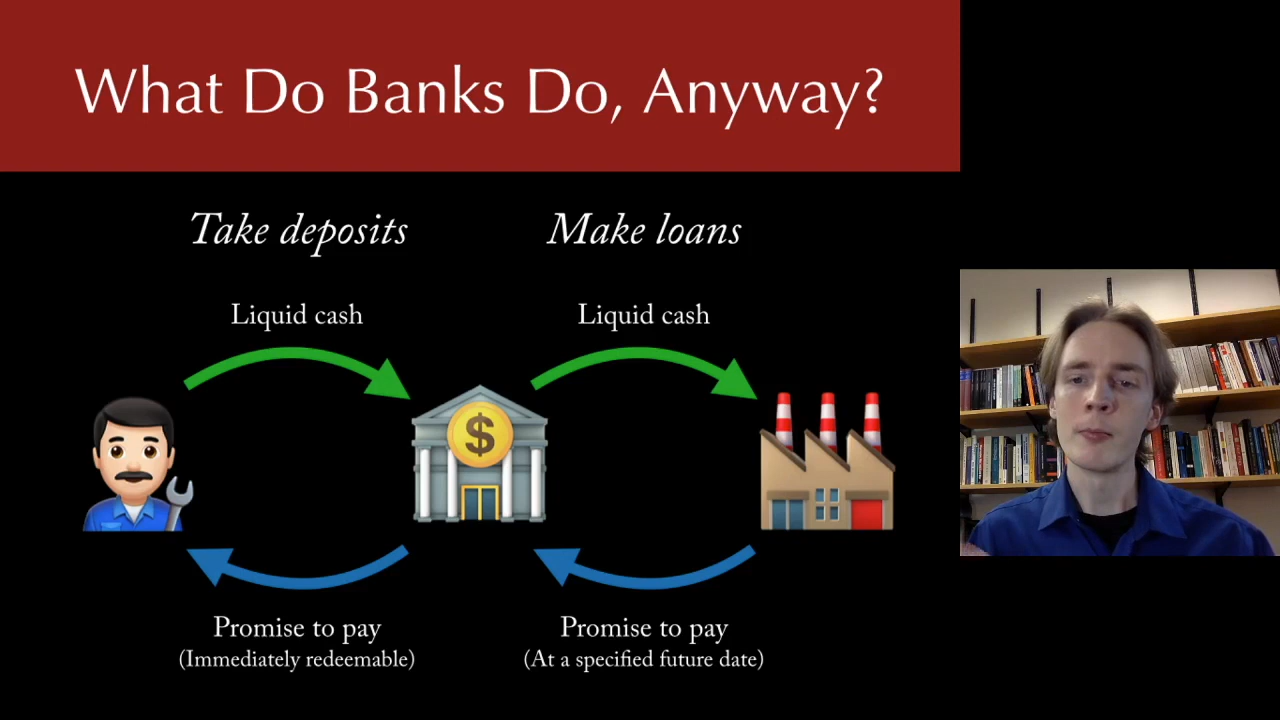 What Do Banks Do, Anyway?
Take deposits
Make loans
Liquid cash
Liquid cash
$
Promise to pay
(Immediately redeemable)
Promise to pay
(At a specified future date)